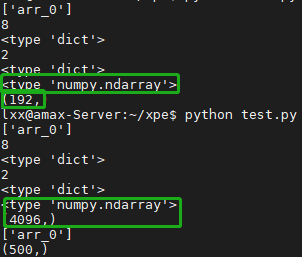 ['arr_0']
8
<type 'dict'>
2
<type 'dict'>
<type 'numpy.ndarray'>
(192,)
lxx@amax-Server:~/xpe$ python test.py
['arr_0']
8
<type 'dict'>
2
<type 'dict'>
<type 'numpy.ndarray'>
(4096,)
['arr_0']
(500,)